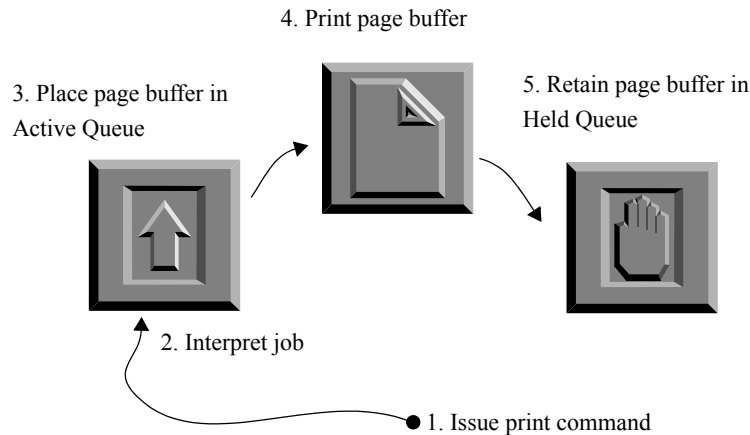 4. Print page buffer
3. Place page buffer in
Active Queue
5. Retain page buffer in
Held Queue
2. Interpret job
1. Issue print command